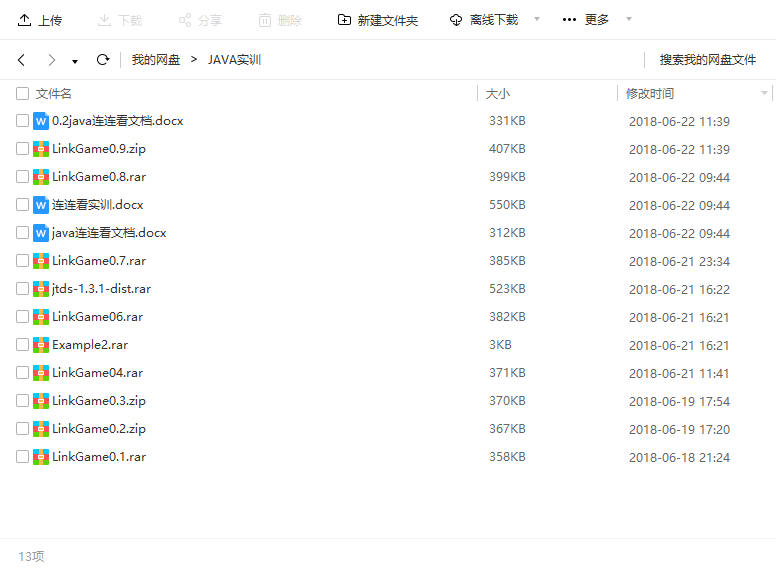 上传 下载 分享 删除 新建文件夹 离线下载 更多
我的网盘 > JAVA实训 搜索我的网盘文件
文件名 大小 修改时间
W 0.2java连连看文档.docx 331KB 2018-06-22 11:39
LinkGame0.9.zip 407KB 2018-06-22 11:39
LinkGame0.8.rar 399KB 2018-06-22 09:44
W 连连看实训.docx 550KB 2018-06-22 09:44
W java连连看文档.docx 312KB 2018-06-22 09:44
LinkGame0.7.rar 385KB 2018-06-21 23:34
jtds-1.3.1-dist.rar 523KB 2018-06-21 16:22
LinkGame06.rar 382KB 2018-06-21 16:21
Example2.rar 3KB 2018-06-21 16:21
LinkGame04.rar 371KB 2018-06-21 11:41
LinkGame0.3.zip 370KB 2018-06-19 17:54
LinkGame0.2.zip 367KB 2018-06-19 17:20
LinkGame0.1.rar 358KB 2018-06-18 21:24
13项